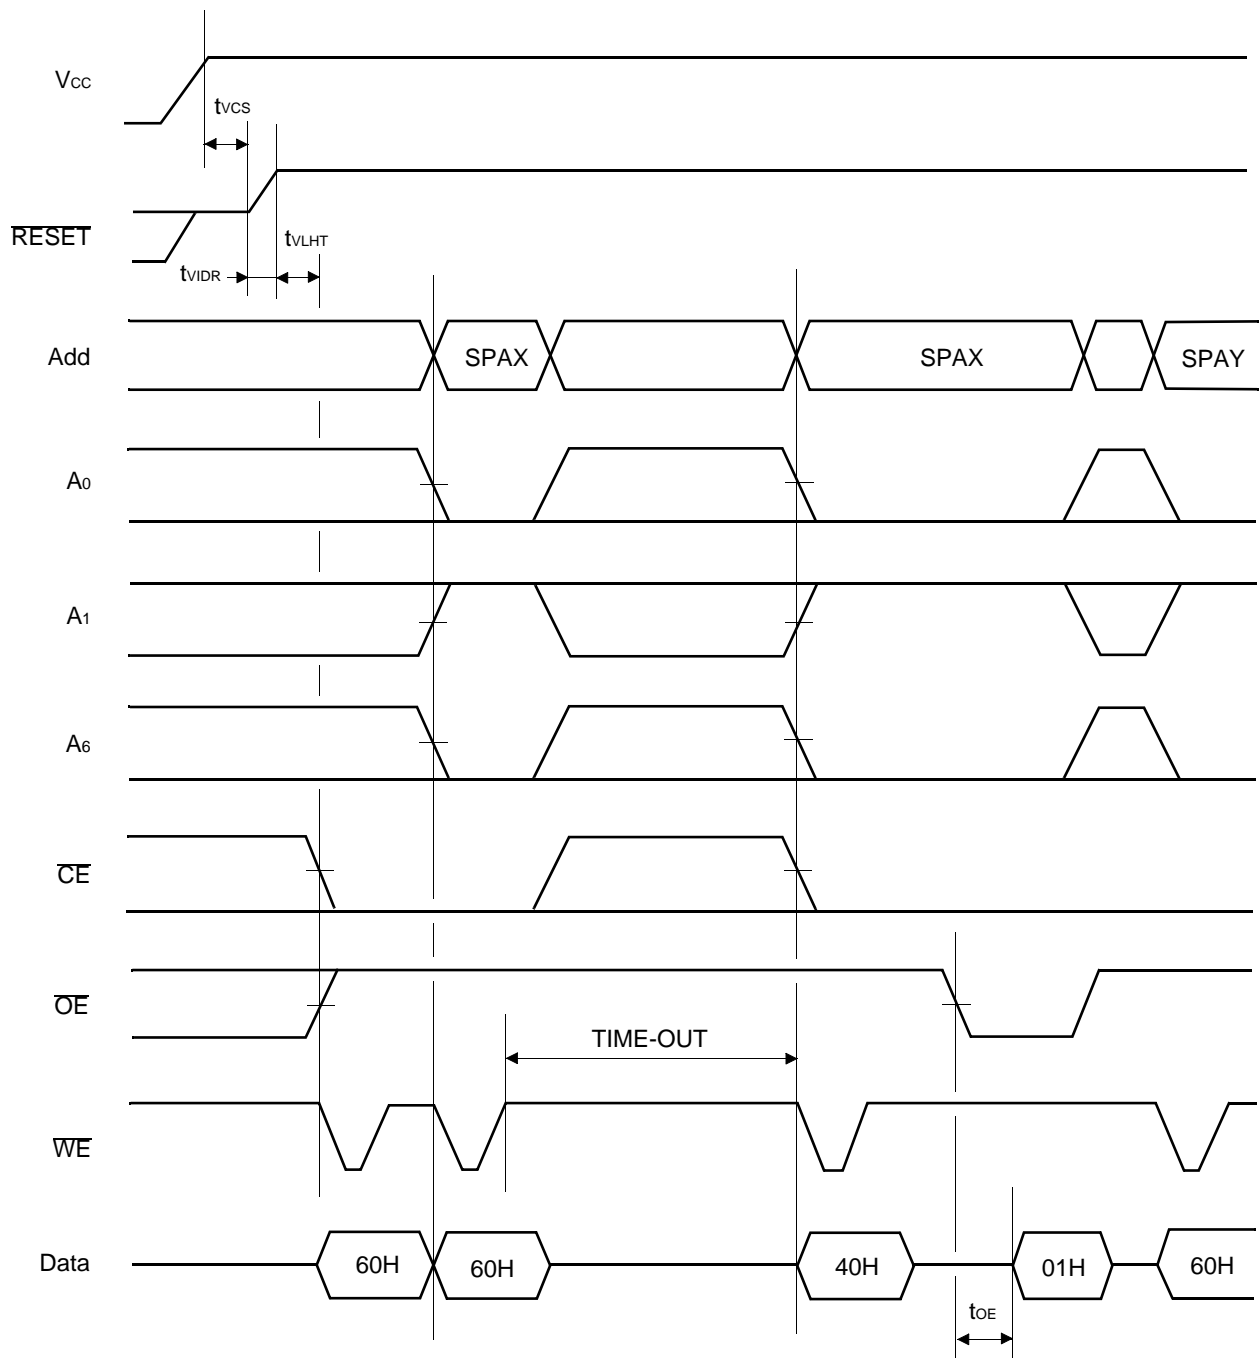 VCC
tVCS
RESET
tVLHT
tVIDR
Add SPAX SPAX SPAY
A0
A1
A6
CE
OE
TIME-OUT
WE
Data 60H 60H 40H 01H 60H
tOE